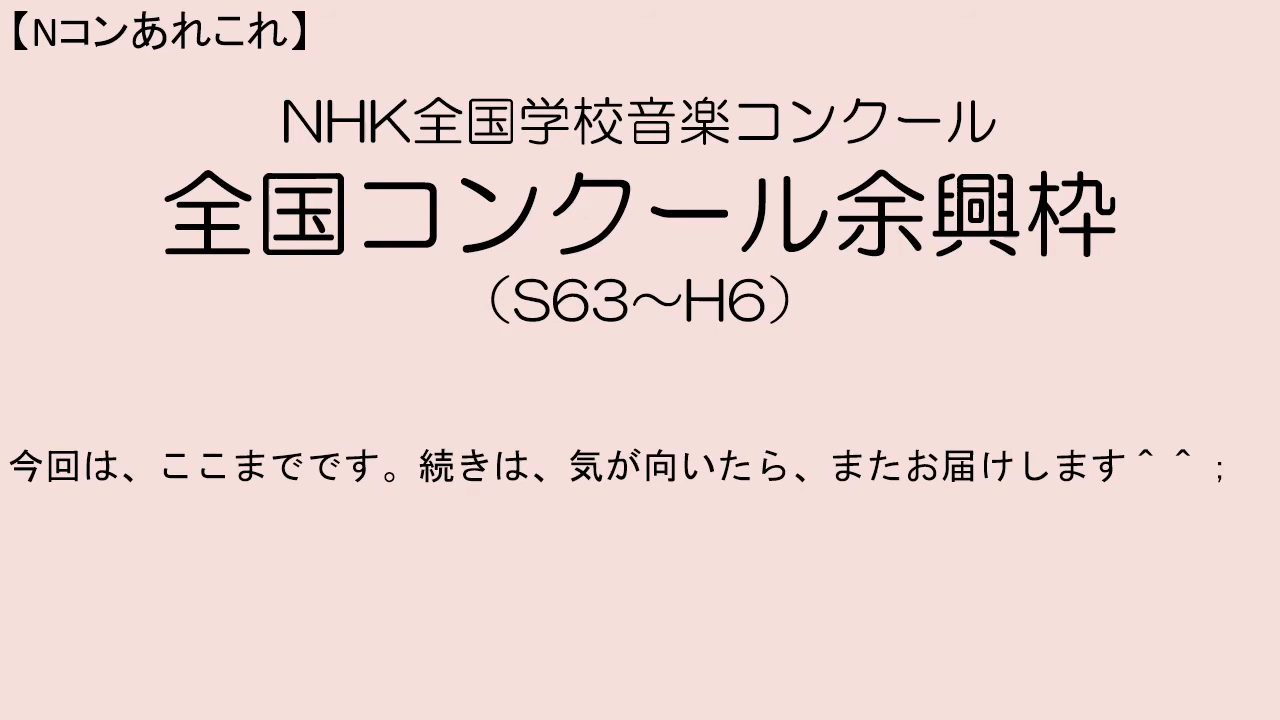 【Nコンあれこれ】
NHK全国学校音楽コンクール
全国コンクール余興枠
（S63～H6）
今回は、ここまでです。続きは、気が向いたら、またお届けします＾＾；